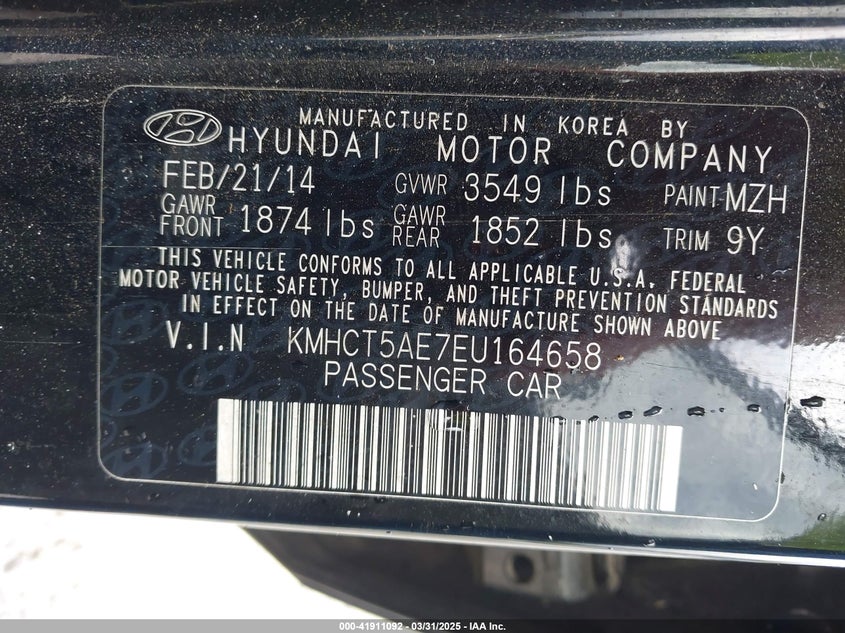 MANUFACTURED IN KOREA BY
HYUNDAI MOTOR COMPANY
FEB/21/14 GVWR 3549 lbs PAINT MZH
GAWR FRONT 1874 lbs GAWR REAR 1852 lbs TRIM 9Y
THIS VEHICLE CONFORMS TO ALL APPLICABLE U.S.A. FEDERAL
MOTOR VEHICLE SAFETY, BUMPER, AND THEFT PREVENTION STANDARDS
IN EFFECT ON THE DATE OF MANUFACTURE SHOWN ABOVE
V.I.N KMHCT5AE7EU164658
PASSENGER CAR
000-41911092 - 03/31/2025 - IAA Inc.